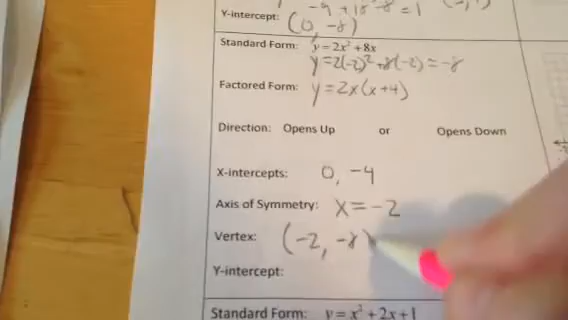 -9 + 18 - 8 = 1
Y-intercept: (0, -8)
Standard Form: y = 2x² + 8x
y = 2(-2)² + 8(-2) = -8
Factored Form: y = 2x(x+4)
Direction: Opens Up or Opens Down
X-intercepts: 0, -4
Axis of Symmetry: x = -2
Vertex: (-2, -8)
Y-intercept:
Standard Form: y = x² + 2x + 1